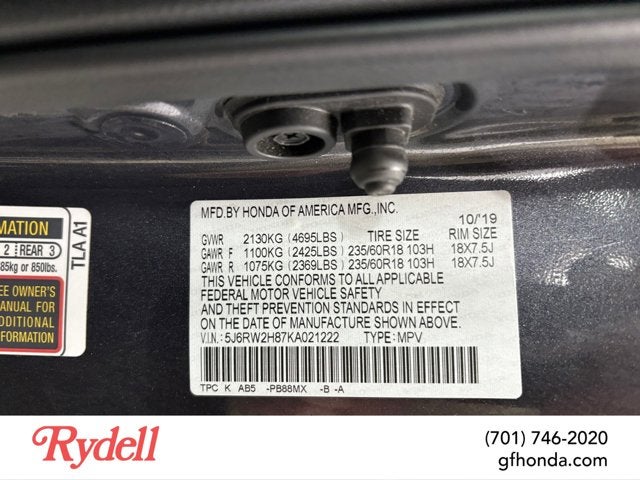 MFD.BY HONDA OF AMERICA MFG.,INC.
10/'19
GVWR 2130KG (4695LBS) TIRE SIZE RIM SIZE
GAWR F 1100KG (2425LBS) 235/60R18 103H 18X7.5J
GAWR R 1075KG (2369LBS) 235/60R18 103H 18X7.5J
THIS VEHICLE CONFORMS TO ALL APPLICABLE
FEDERAL MOTOR VEHICLE SAFETY
AND THEFT PREVENTION STANDARDS IN EFFECT
ON THE DATE OF MANUFACTURE SHOWN ABOVE.
V.I.N.: 5J6RW2H87KA021222 TYPE: MPV
TPC K AB5 -PB88MX -B -A
MATION
2 REAR 3
85kg or 850lbs.
EE OWNER'S
ANUAL FOR
DDITIONAL
FORMATION
TLA A1
Rydell
(701) 746-2020
gfhonda.com